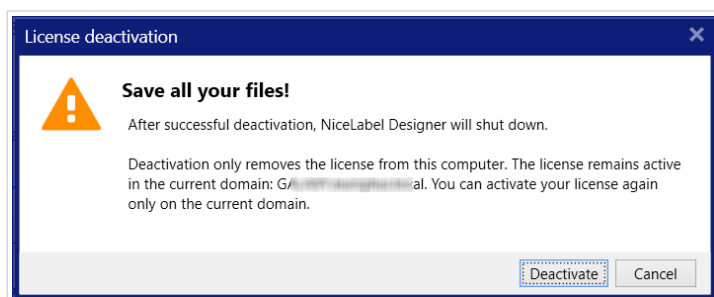 License deactivation
Save all your files!
After successful deactivation, NiceLabel Designer will shut down.
Deactivation only removes the license from this computer. The license remains active
in the current domain: G al. You can activate your license again
only on the current domain.
Deactivate Cancel